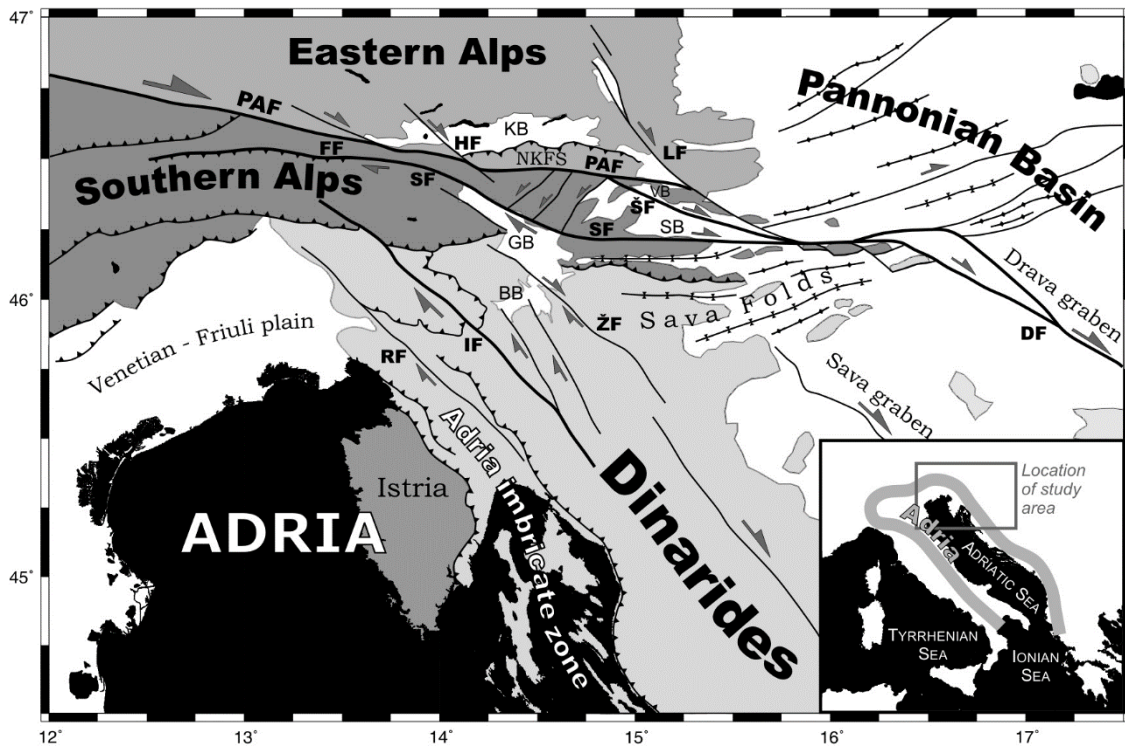 47˚
Eastern Alps
PAF
FF
HF
KB
NKFS
PAF
LF
Pannonian Basin
Southern Alps
SF
VB
ŠF
SF
SB
GB
46˚
BB
Venetian - Friuli plain
RF
IF
ŽF
Sava Folds
Drava graben
DF
Sava graben
Adria imbricate zone
Istria
ADRIA
Dinarides
45˚
Location
of study
area
Adria
ADRIATIC SEA
TYRRHENIAN
SEA
IONIAN
SEA
12˚
13˚
14˚
15˚
16˚
17˚